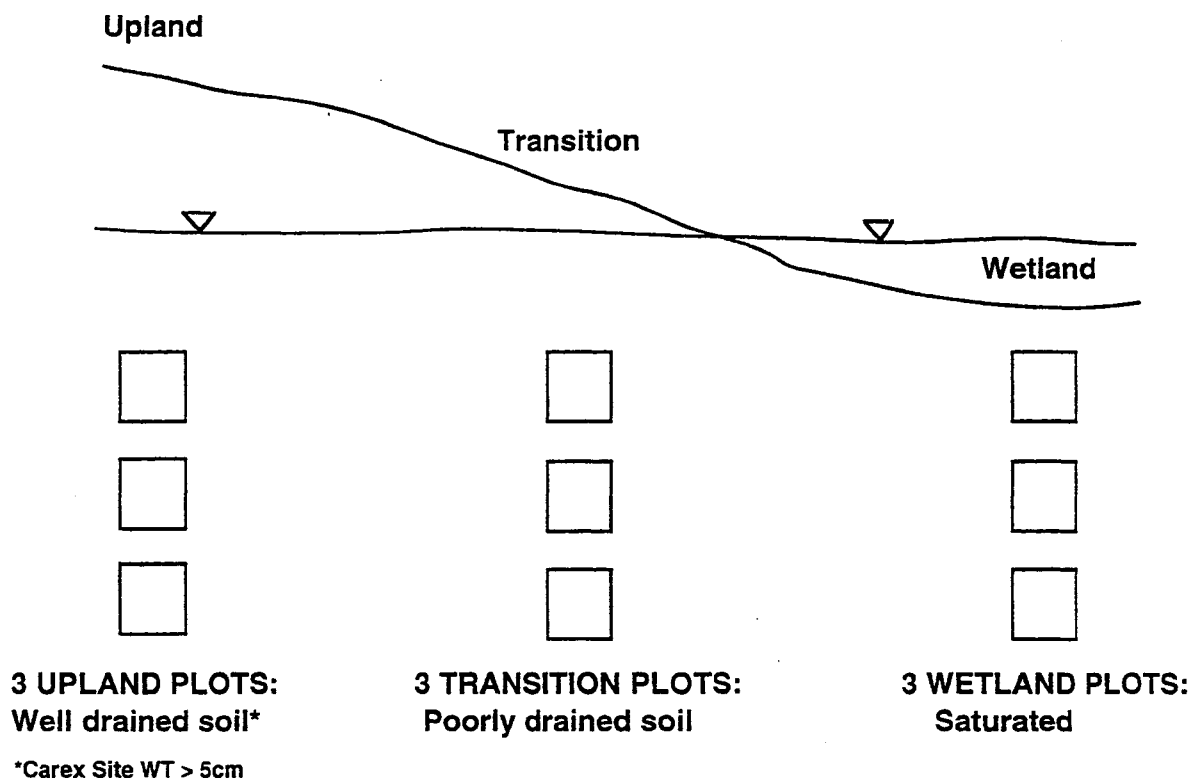 Upland
Transition
Wetland
3 UPLAND PLOTS:
Well drained soil*
3 TRANSITION PLOTS:
Poorly drained soil
3 WETLAND PLOTS:
Saturated
*Carex Site WT > 5cm